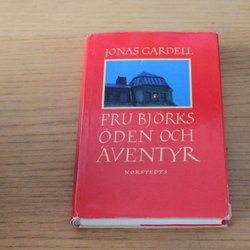 JONAS GARDELL
FRU BJÖRKS
ÖDEN OCH
ÄVENTYR
NORSTEDTS